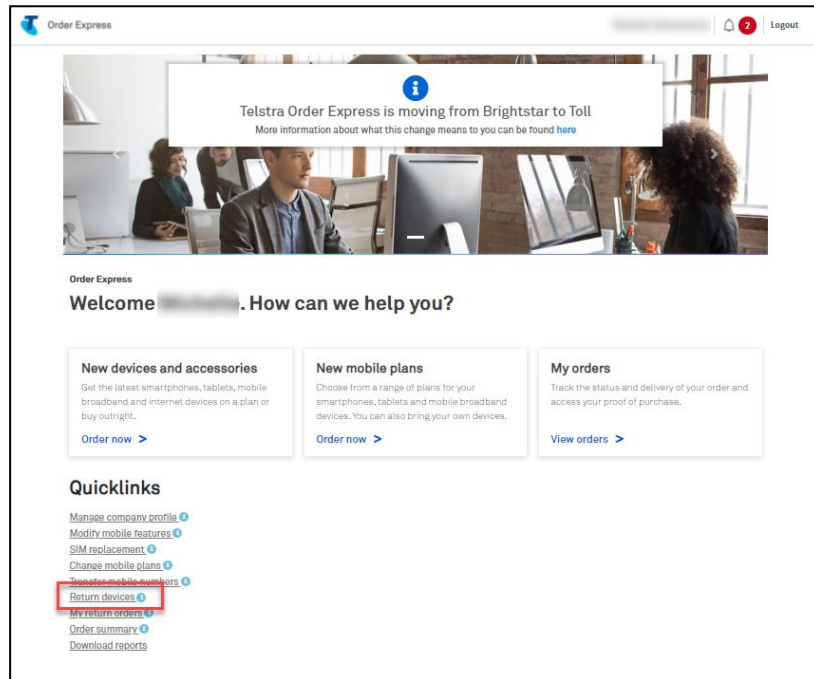 Order Express
2
Logout
Telstra Order Express is moving from Brightstar to Toll
More information about what this change means to you can be found here
Order Express
Welcome . How can we help you?
New devices and accessories
Get the latest smartphones, tablets, mobile
broadband and internet devices on a plan or
buy outright.
Order now >
New mobile plans
Choose from a range of plans for your
smartphones, tablets and mobile broadband
devices. You can also bring your own devices.
Order now >
My orders
Track the status and delivery of your order and
access your proof of purchase.
View orders >
Quicklinks
Manage company profile
Modify mobile features
SIM replacement
Change mobile plans
Transfer mobile numbers
Return devices
My return orders
Order summary
Download reports